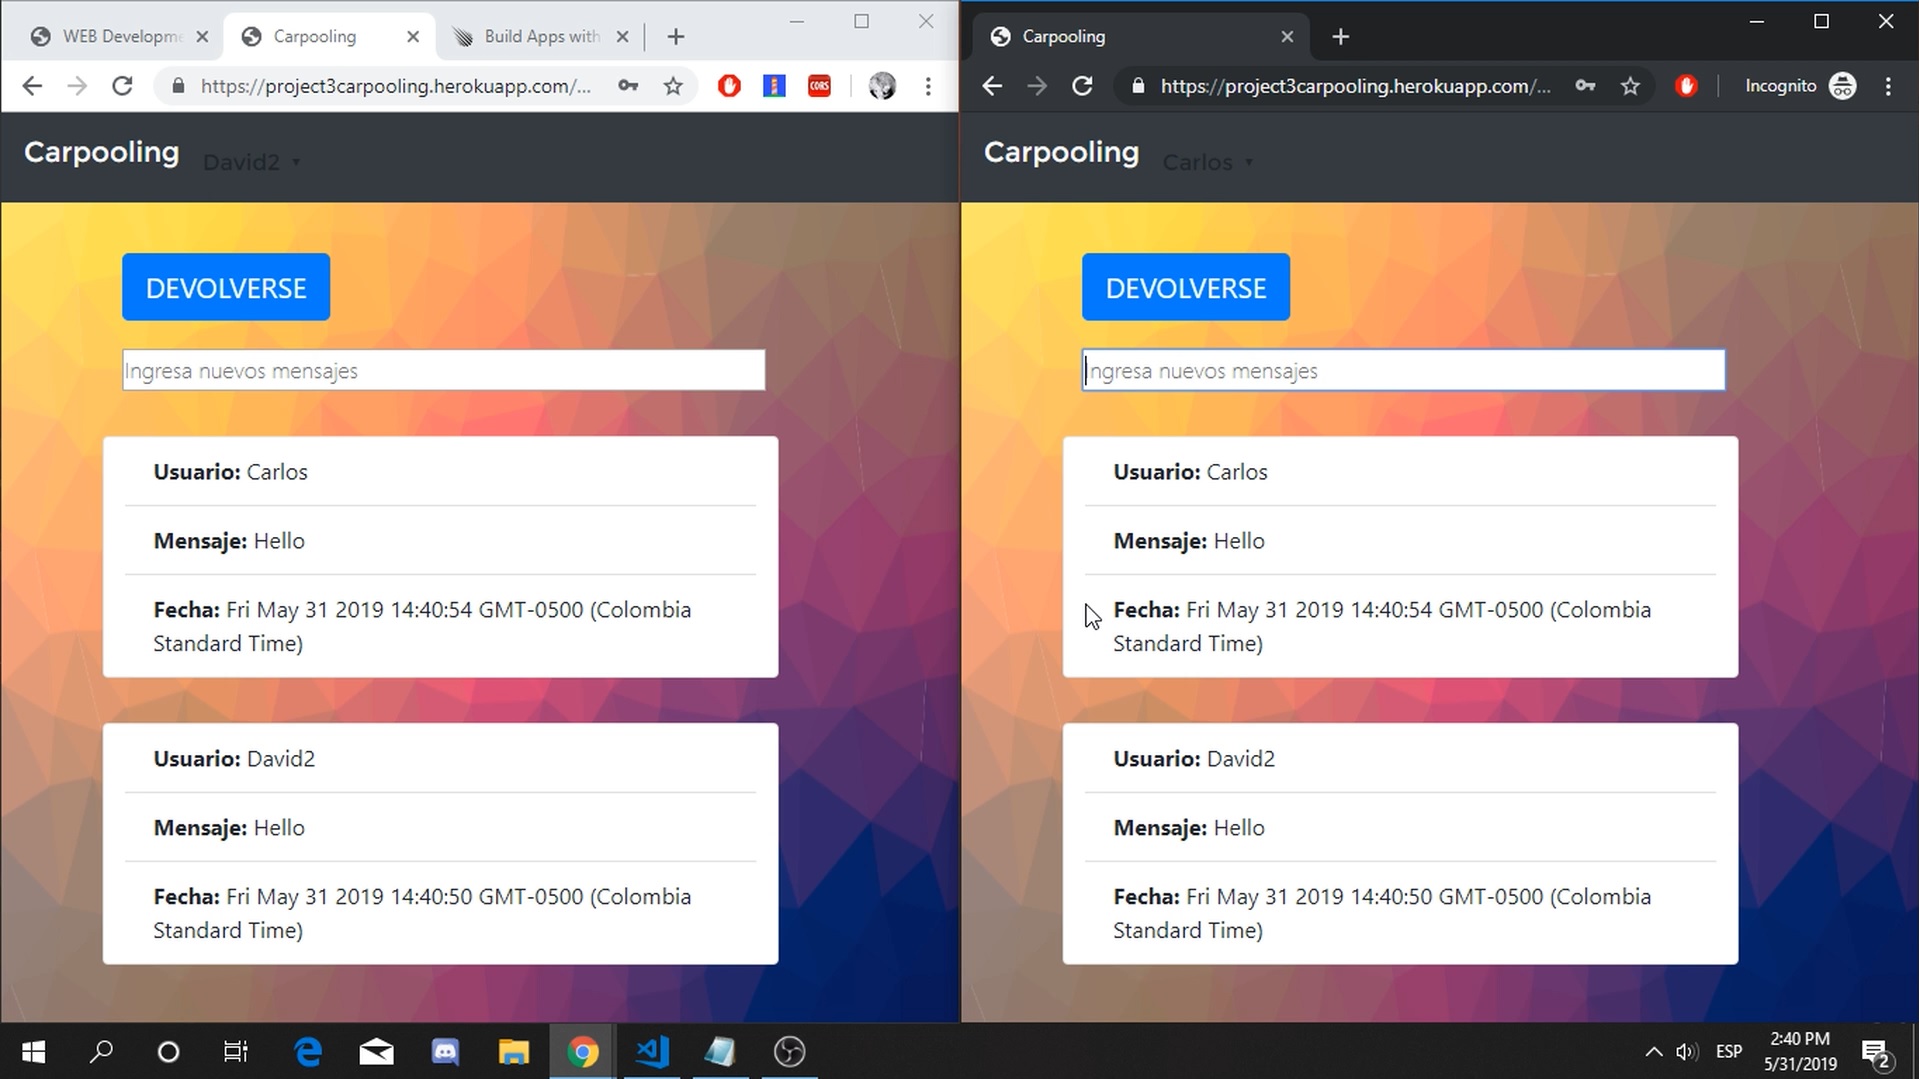 WEB Developme
Carpooling
Build Apps with
https://project3carpooling.herokuapp.com/...
CORS
Carpooling
David2
DEVOLVERSE
Ingresa nuevos mensajes
Usuario: Carlos
Mensaje: Hello
Fecha: Fri May 31 2019 14:40:54 GMT-0500 (Colombia
Standard Time)
Usuario: David2
Mensaje: Hello
Fecha: Fri May 31 2019 14:40:50 GMT-0500 (Colombia
Standard Time)
Carpooling
https://project3carpooling.herokuapp.com/...
Incognito
Carpooling
Carlos
DEVOLVERSE
Ingresa nuevos mensajes
Usuario: Carlos
Mensaje: Hello
Fecha: Fri May 31 2019 14:40:54 GMT-0500 (Colombia
Standard Time)
Usuario: David2
Mensaje: Hello
Fecha: Fri May 31 2019 14:40:50 GMT-0500 (Colombia
Standard Time)
ESP
2:40 PM
5/31/2019
2